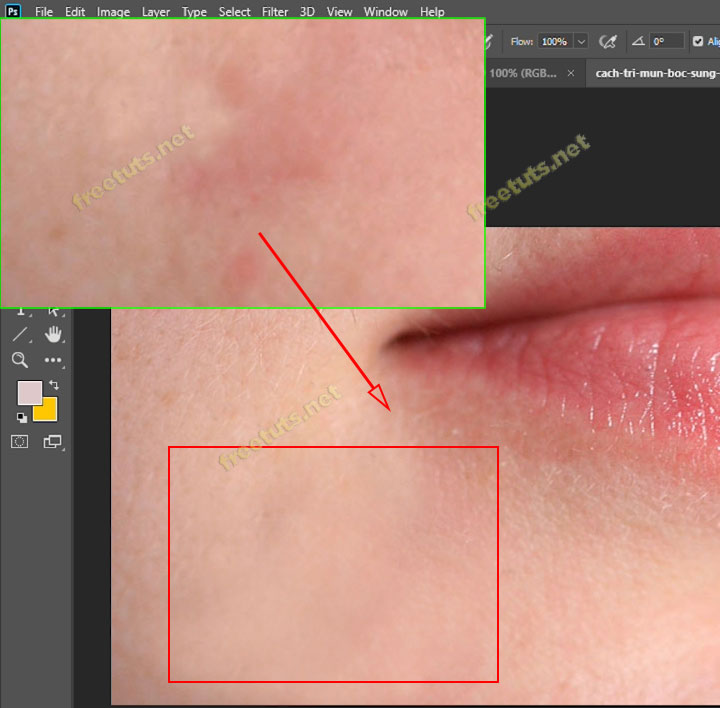 Ps File Edit Image Layer Type Select Filter 3D View Window Help
Flow: 100% 0° Ali
100% (RGB... × cach-tri-mun-boc-sung-
freetuts.net
freetuts.net
freetuts.net